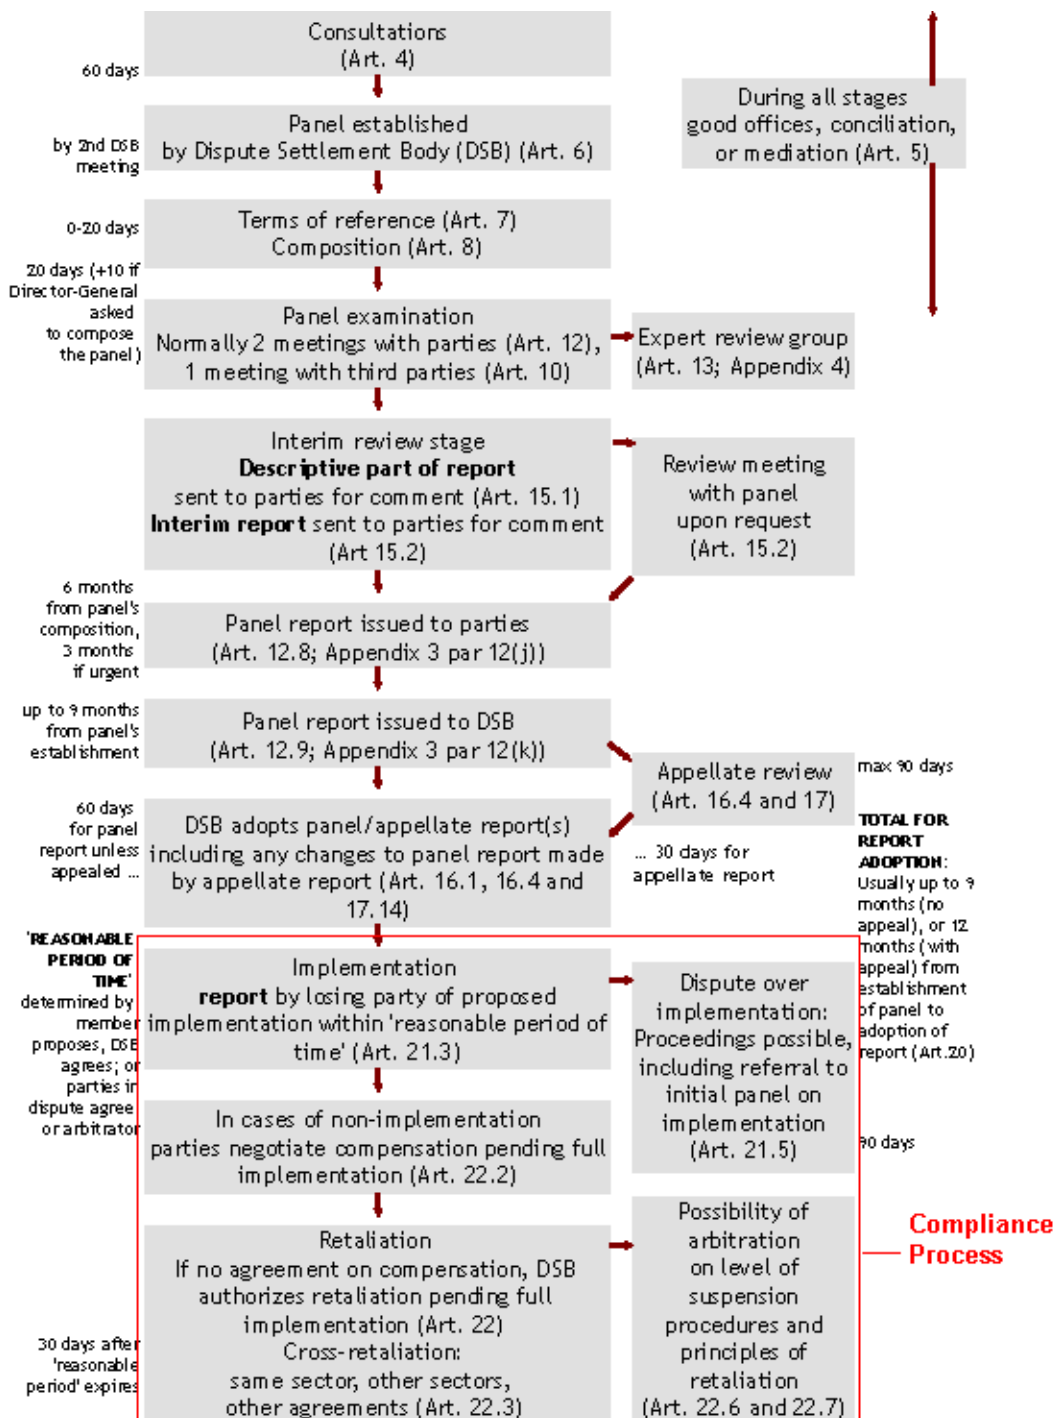 Consultations
(Art. 4)
60 days
During all stages
good offices, conciliation,
or mediation (Art. 5)
Panel established
by Dispute Settlement Body (DSB) (Art. 6)
by 2nd DSB
meeting
0-20 days
Terms of reference (Art. 7)
Composition (Art. 8)
20 days (+10 if
Director-General
asked
to compose
the panel)
Panel examination
Normally 2 meetings with parties (Art. 12),
1 meeting with third parties (Art. 10)
Expert review group
(Art. 13; Appendix 4)
Interim review stage
Descriptive part of report
sent to parties for comment (Art. 15.1)
Interim report sent to parties for comment
(Art 15.2)
Review meeting
with panel
upon request
(Art. 15.2)
6 months
from panel's
composition,
3 months
if urgent
Panel report issued to parties
(Art. 12.8; Appendix 3 par 12(j))
up to 9 months
from panel's
establishment
Panel report issued to DSB
(Art. 12.9; Appendix 3 par 12(k))
Appellate review
(Art. 16.4 and 17)
max 90 days
60 days
for panel
report unless
appealed ...
DSB adopts panel/appellate report(s)
including any changes to panel report made
by appellate report (Art. 16.1, 16.4 and
17.14)
... 30 days for
appellate report
TOTAL FOR
REPORT
ADOPTION:
Usually up to 9
months (no
appeal), or 12
months (with
appeal) from
establishment
of panel to
adoption of
report (Art.20)
'REASONABLE
PERIOD OF
TIME'
determined by
member
proposes, DSB
agrees; or
parties in
dispute agree
or arbitrator
Implementation
report by losing party of proposed
implementation within 'reasonable period of
time' (Art. 21.3)
Dispute over
implementation:
Proceedings possible,
including referral to
initial panel on
implementation
(Art. 21.5)
90 days
In cases of non-implementation
parties negotiate compensation pending full
implementation (Art. 22.2)
Retaliation
If no agreement on compensation, DSB
authorizes retaliation pending full
implementation (Art. 22)
Cross-retaliation:
same sector, other sectors,
other agreements (Art. 22.3)
Possibility of
arbitration
on level of
suspension
procedures and
principles of
retaliation
(Art. 22.6 and 22.7)
Compliance
Process
30 days after
'reasonable
period' expires